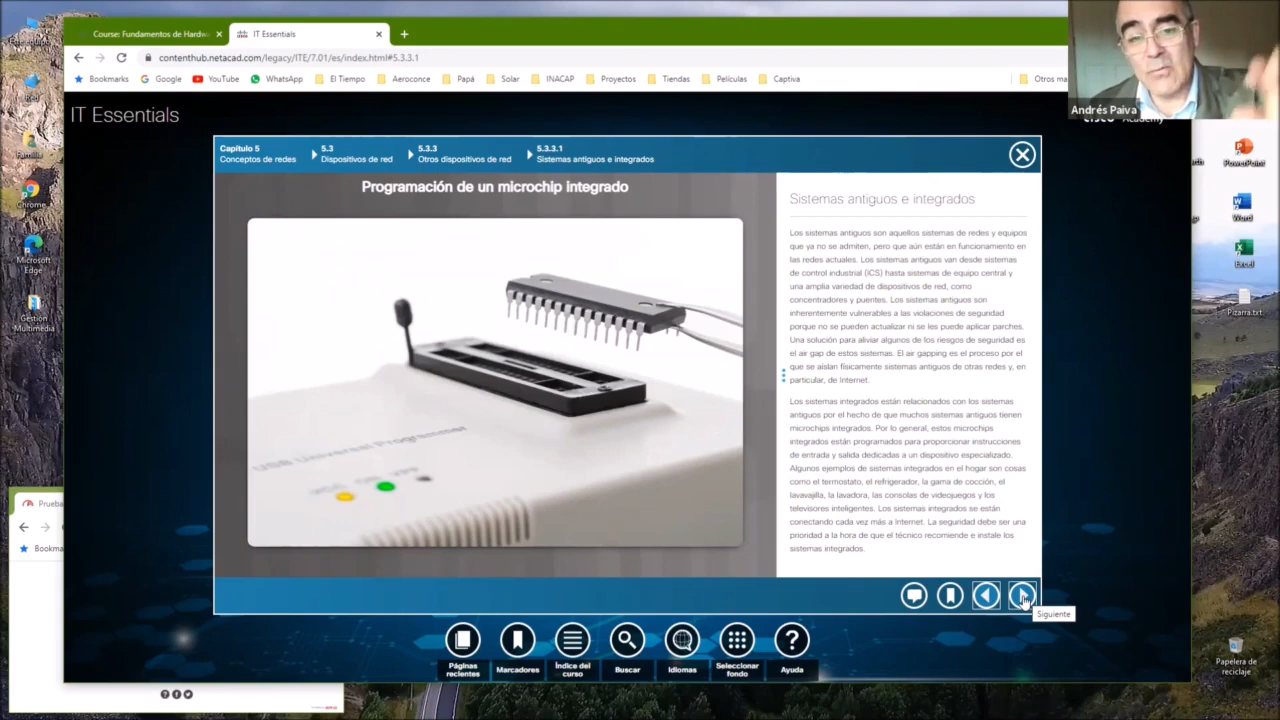 Course: Fundamentos de Hardw
IT Essentials
contenthub.netacad.com/legacy/ITE/7.01/es/index.html#5.3.3.1
Bookmarks
Google
YouTube
WhatsApp
El Tiempo
Aeroconce
Papá
Solar
INACAP
Proyectos
Tiendas
Películas
Captiva
Otros ma
Andrés Paiva
Academy
IT Essentials
Capítulo 5
Conceptos de redes
5.3
Dispositivos de red
5.3.3
Otros dispositivos de red
5.3.3.1
Sistemas antiguos e integrados
Programación de un microchip integrado
USB Universal Programmer
Sistemas antiguos e integrados
Los sistemas antiguos son aquellos sistemas de redes y equipos
que ya no se admiten, pero que aún están en funcionamiento en
las redes actuales. Los sistemas antiguos van desde sistemas
de control industrial (ICS) hasta sistemas de equipo central y
una amplia variedad de dispositivos de red, como
concentradores y puentes. Los sistemas antiguos son
inherentemente vulnerables a las violaciones de seguridad
porque no se pueden actualizar ni se les puede aplicar parches.
Una solución para aliviar algunos de los riesgos de seguridad es
el air gap de estos sistemas. El air gapping es el proceso por el
que se aíslan físicamente sistemas antiguos de otras redes y, en
particular, de Internet.
Los sistemas integrados están relacionados con los sistemas
antiguos por el hecho de que muchos sistemas antiguos tienen
microchips integrados. Por lo general, estos microchips
integrados están programados para proporcionar instrucciones
de entrada y salida dedicadas a un dispositivo especializado.
Algunos ejemplos de sistemas integrados en el hogar son cosas
como el termostato, el refrigerador, la gama de cocción, el
lavavajilla, la lavadora, las consolas de videojuegos y los
televisores inteligentes. Los sistemas integrados se están
conectando cada vez más a Internet. La seguridad debe ser una
prioridad a la hora de que el técnico recomiende e instale los
sistemas integrados.
Siguiente
Páginas
recientes
Marcadores
Índice del
curso
Buscar
Idiomas
Seleccionar
fondo
Ayuda
Red
Familia
Chrome
Microsoft
Edge
Gestión
Multimedia
Prueba
Bookma
PowerPoint
Word
Excel
Pizarra.txt
Papelera de
reciclaje